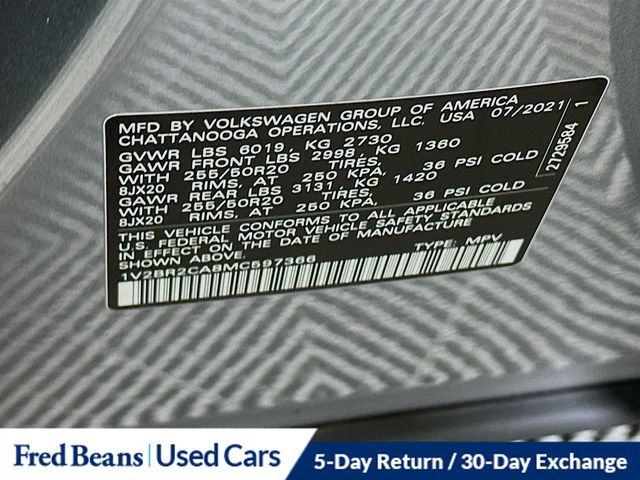 MFD BY VOLKSWAGEN GROUP OF AMERICA
CHATTANOOGA OPERATIONS, LLC. USA 07/2021
GVWR LBS 6019, KG 2730
GAWR FRONT LBS 2998, KG 1360
WITH 255/50R20 TIRES, 36 PSI COLD
8JX20 RIMS, AT 250 KPA,
GAWR REAR LBS 3131 KG 1420
WITH 255/50R20 TIRES, 36 PSI COLD
8JX20 RIMS, AT 250 KPA,
THIS VEHICLE CONFORMS TO ALL APPLICABLE
U.S. FEDERAL MOTOR VEHICLE SAFETY STANDARDS
IN EFFECT ON THE DATE OF MANUFACTURE
SHOWN ABOVE.
1V2BR2CA8MC597366 TYPE: MPV
2729584 1
Fred Beans | Used Cars
5-Day Return / 30-Day Exchange